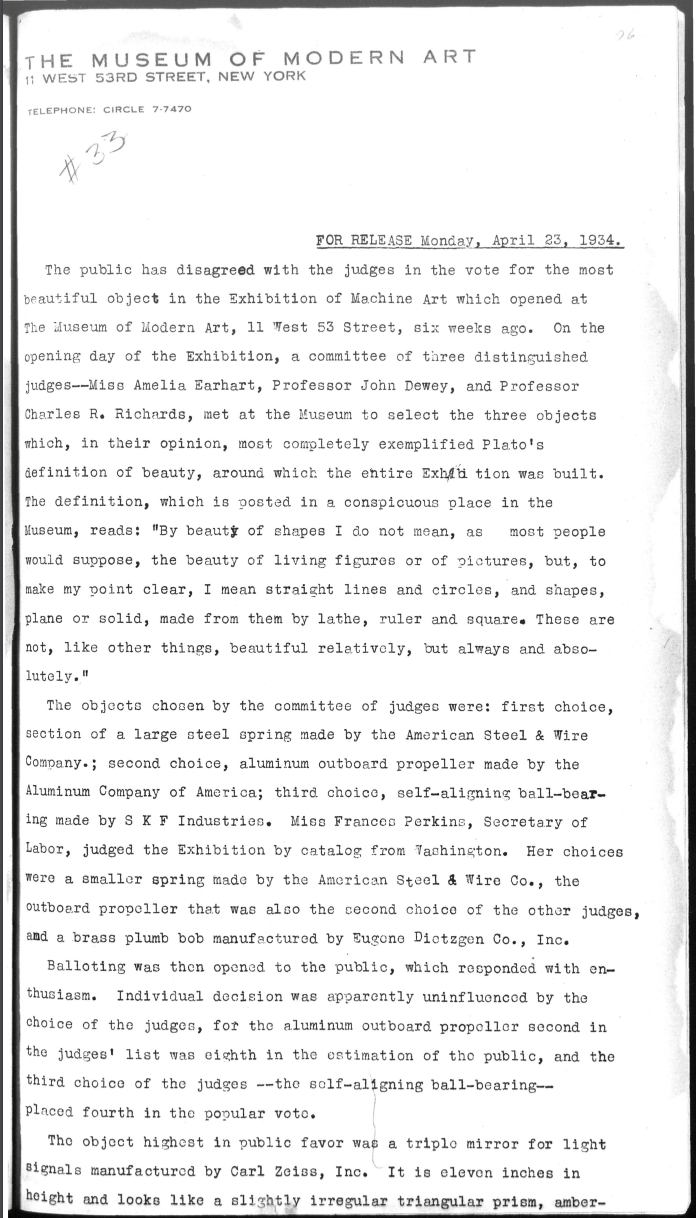 26
THE MUSEUM OF MODERN ART
11 WEST 53RD STREET, NEW YORK
TELEPHONE: CIRCLE 7-7470
# 33
FOR RELEASE Monday, April 23, 1934.
The public has disagreed with the judges in the vote for the most
beautiful object in the Exhibition of Machine Art which opened at
The Museum of Modern Art, 11 West 53 Street, six weeks ago. On the
opening day of the Exhibition, a committee of three distinguished
judges--Miss Amelia Earhart, Professor John Dewey, and Professor
Charles R. Richards, met at the Museum to select the three objects
which, in their opinion, most completely exemplified Plato's
definition of beauty, around which the entire Exhibi tion was built.
The definition, which is posted in a conspicuous place in the
Museum, reads: "By beauty of shapes I do not mean, as most people
would suppose, the beauty of living figures or of pictures, but, to
make my point clear, I mean straight lines and circles, and shapes,
plane or solid, made from them by lathe, ruler and square. These are
not, like other things, beautiful relatively, but always and abso-
lutely."
The objects chosen by the committee of judges were: first choice,
section of a large steel spring made by the American Steel & Wire
Company.; second choice, aluminum outboard propeller made by the
Aluminum Company of America; third choice, self-aligning ball-bear-
ing made by S K F Industries. Miss Frances Perkins, Secretary of
Labor, judged the Exhibition by catalog from Washington. Her choices
were a smaller spring made by the American Steel & Wire Co., the
outboard propeller that was also the second choice of the other judges,
and a brass plumb bob manufactured by Eugene Dietzgen Co., Inc.
Balloting was then opened to the public, which responded with en-
thusiasm. Individual decision was apparently uninfluenced by the
choice of the judges, for the aluminum outboard propeller second in
the judges' list was eighth in the estimation of the public, and the
third choice of the judges --the self-aligning ball-bearing--
placed fourth in the popular vote.
The object highest in public favor was a triple mirror for light
signals manufactured by Carl Zeiss, Inc. It is eleven inches in
height and looks like a slightly irregular triangular prism, amber-